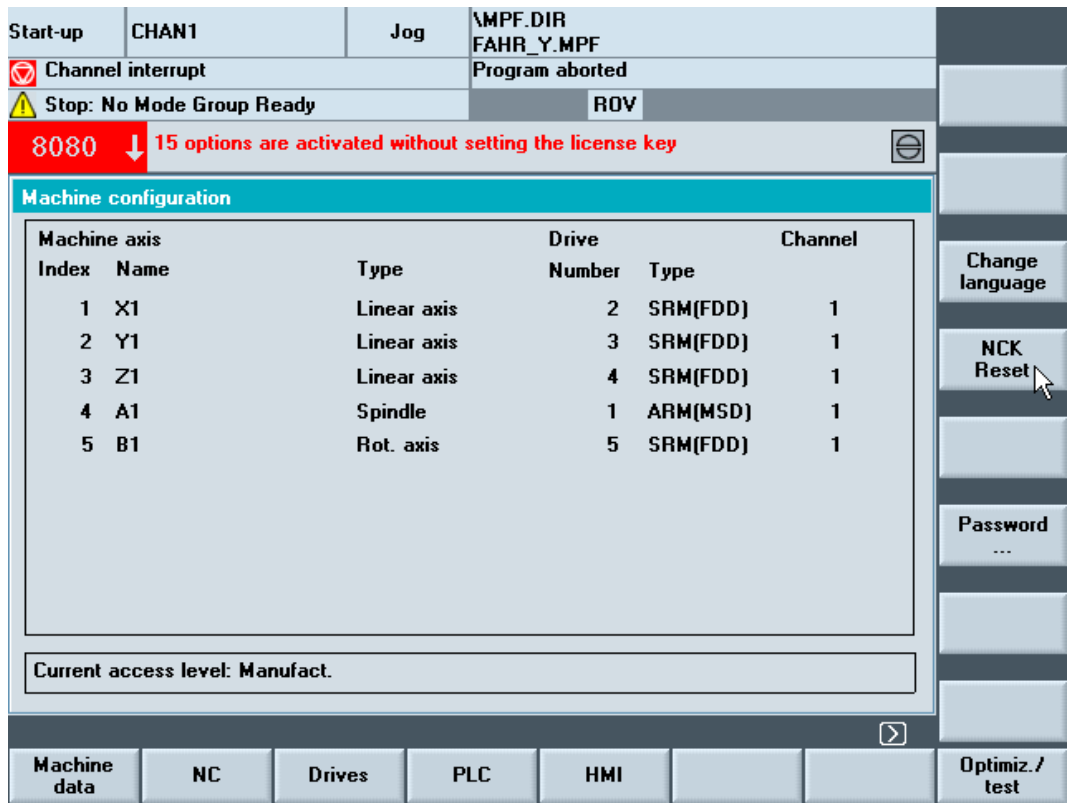 Start-up CHAN1 Jog \MPF.DIR
FAHR_Y.MPF
Channel interrupt Program aborted
Stop: No Mode Group Ready ROV
8080 15 options are activated without setting the license key
Machine configuration
Machine axis Drive Channel
Index Name Type Number Type
1 X1 Linear axis 2 SRM(FDD) 1
2 Y1 Linear axis 3 SRM(FDD) 1
3 Z1 Linear axis 4 SRM(FDD) 1
4 A1 Spindle 1 ARM(MSD) 1
5 B1 Rot. axis 5 SRM(FDD) 1
Current access level: Manufact.
Change
language
NCK
Reset
Password
...
Machine
data
NC
Drives
PLC
HMI
Optimiz./
test